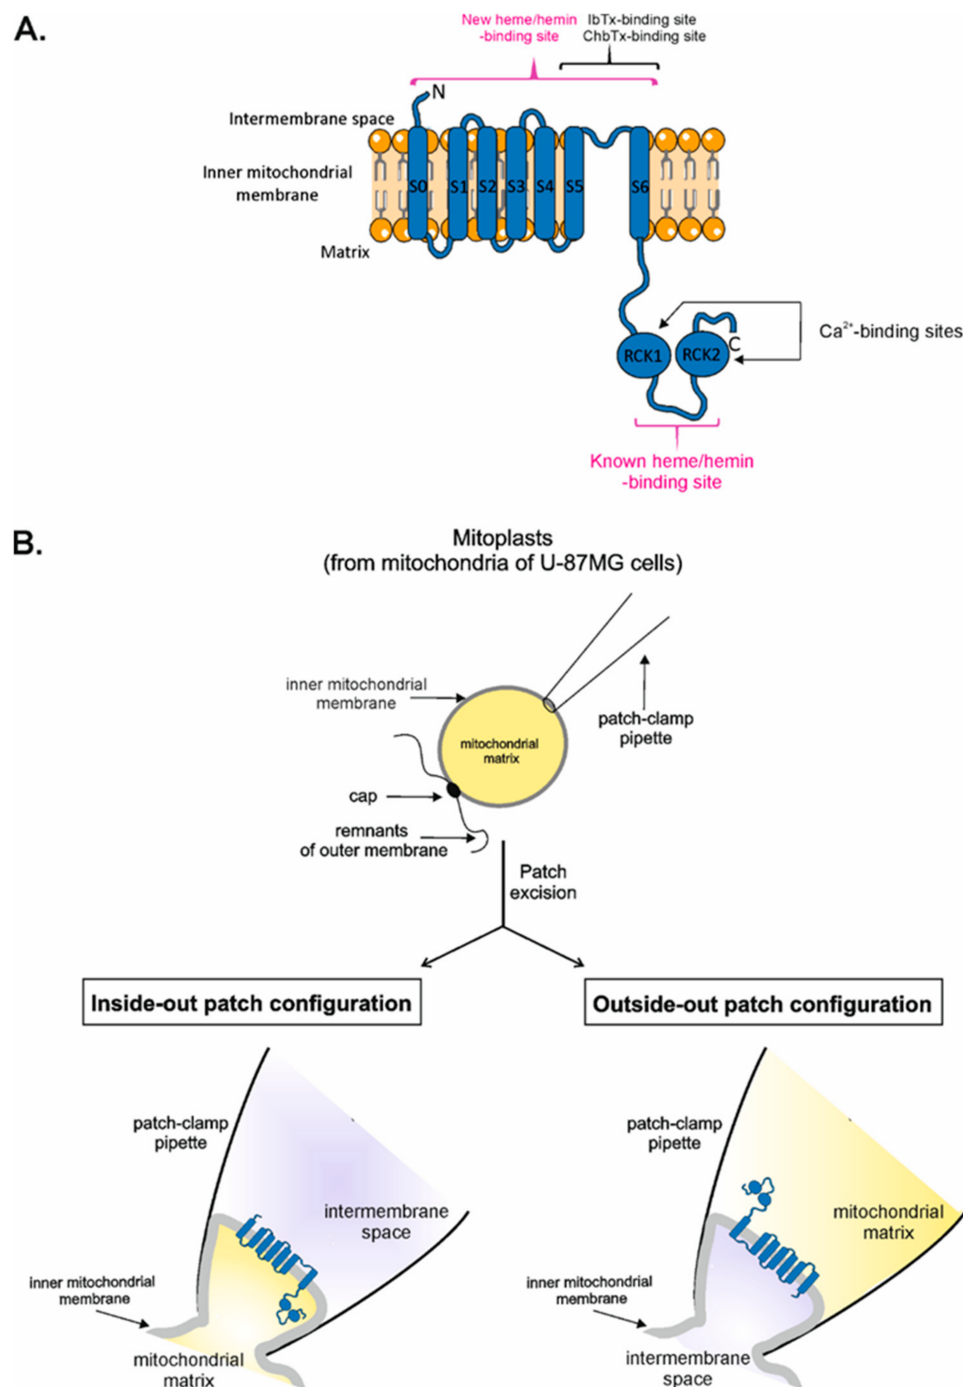 A.
New heme/hemin
-binding site
IbTx-binding site
ChbTx-binding site
N
Intermembrane space
Inner mitochondrial
membrane
S0 S1 S2 S3 S4 S5 S6
Matrix
RCK1 RCK2
C
Ca²⁺-binding sites
Known heme/hemin
-binding site
B.
Mitoplasts
(from mitochondria of U-87MG cells)
inner mitochondrial
membrane
patch-clamp
pipette
mitochondrial
matrix
cap
remnants
of outer membrane
Patch
excision
Inside-out patch configuration
patch-clamp
pipette
intermembrane
space
inner mitochondrial
membrane
mitochondrial
matrix
Outside-out patch configuration
patch-clamp
pipette
mitochondrial
matrix
inner mitochondrial
membrane
intermembrane
space